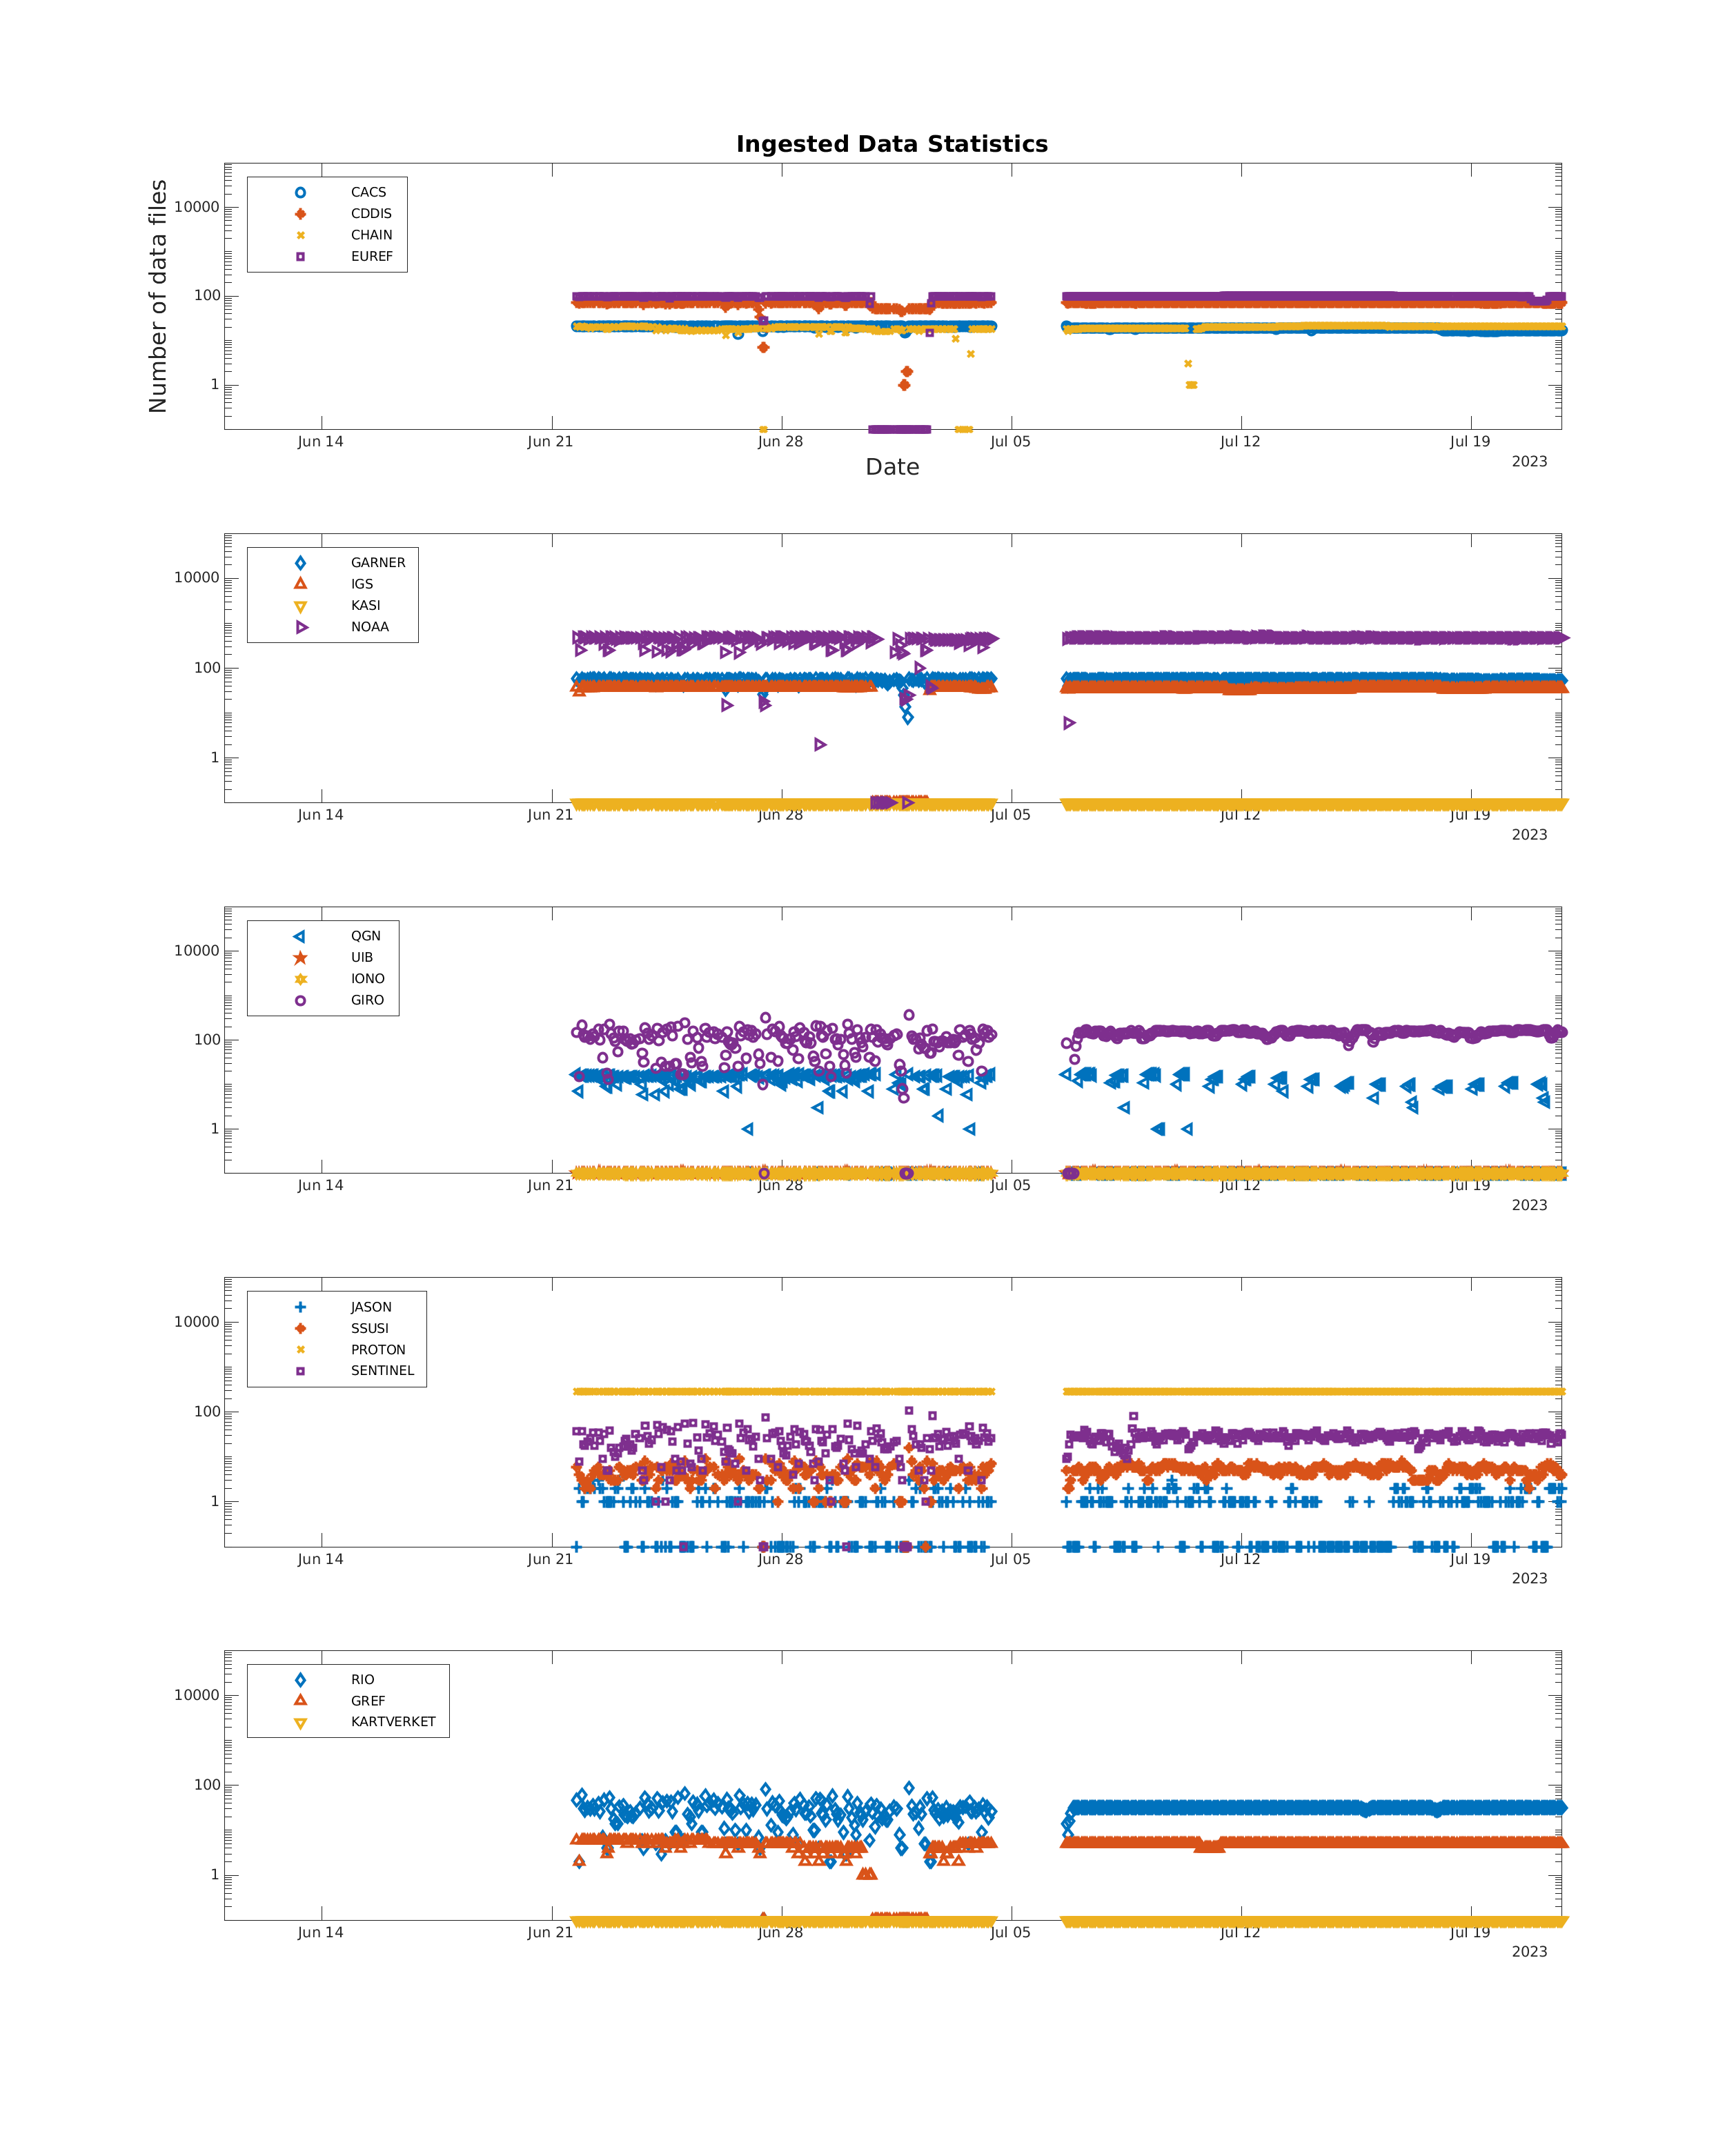 Ingested Data Statistics
Number of data files
10000
100
1
CACS
CDDIS
CHAIN
EUREF
Jun 14
Jun 21
Jun 28
Jul 05
Jul 12
Jul 19
2023
Date
10000
100
1
GARNER
IGS
KASI
NOAA
Jun 14
Jun 21
Jun 28
Jul 05
Jul 12
Jul 19
2023
10000
100
1
QGN
UIB
IONO
GIRO
Jun 14
Jun 21
Jun 28
Jul 05
Jul 12
Jul 19
2023
10000
100
1
JASON
SSUSI
PROTON
SENTINEL
Jun 14
Jun 21
Jun 28
Jul 05
Jul 12
Jul 19
2023
10000
100
1
RIO
GREF
KARTVERKET
Jun 14
Jun 21
Jun 28
Jul 05
Jul 12
Jul 19
2023